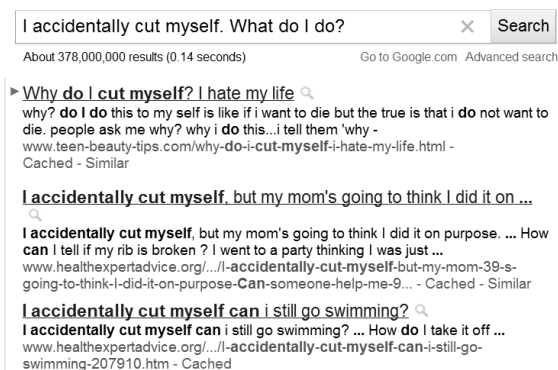 I accidentally cut myself. What do I do? × Search
About 378,000,000 results (0.14 seconds) Go to Google.com Advanced search
Why do I cut myself? I hate my life
why? do I do this to my self is like if i want to die but the true is that i do not want to
die. people ask me why? why i do this...i tell them 'why -
www.teen-beauty-tips.com/why-do-i-cut-myself-i-hate-my-life.html -
Cached - Similar
I accidentally cut myself, but my mom's going to think I did it on ...
I accidentally cut myself, but my mom's going to think I did it on purpose. ... How
can I tell if my rib is broken ? I went to a party thinking I was just ...
www.healthexpertadvice.org/.../I-accidentally-cut-myself-but-my-mom-39-s-
going-to-think-I-did-it-on-purpose-Can-someone-help-me-9... - Cached - Similar
I accidentally cut myself can i still go swimming?
I accidentally cut myself can i still go swimming? ... How do I take it off ...
www.healthexpertadvice.org/.../I-accidentally-cut-myself-can-i-still-go-
swimming-207910.htm - Cached